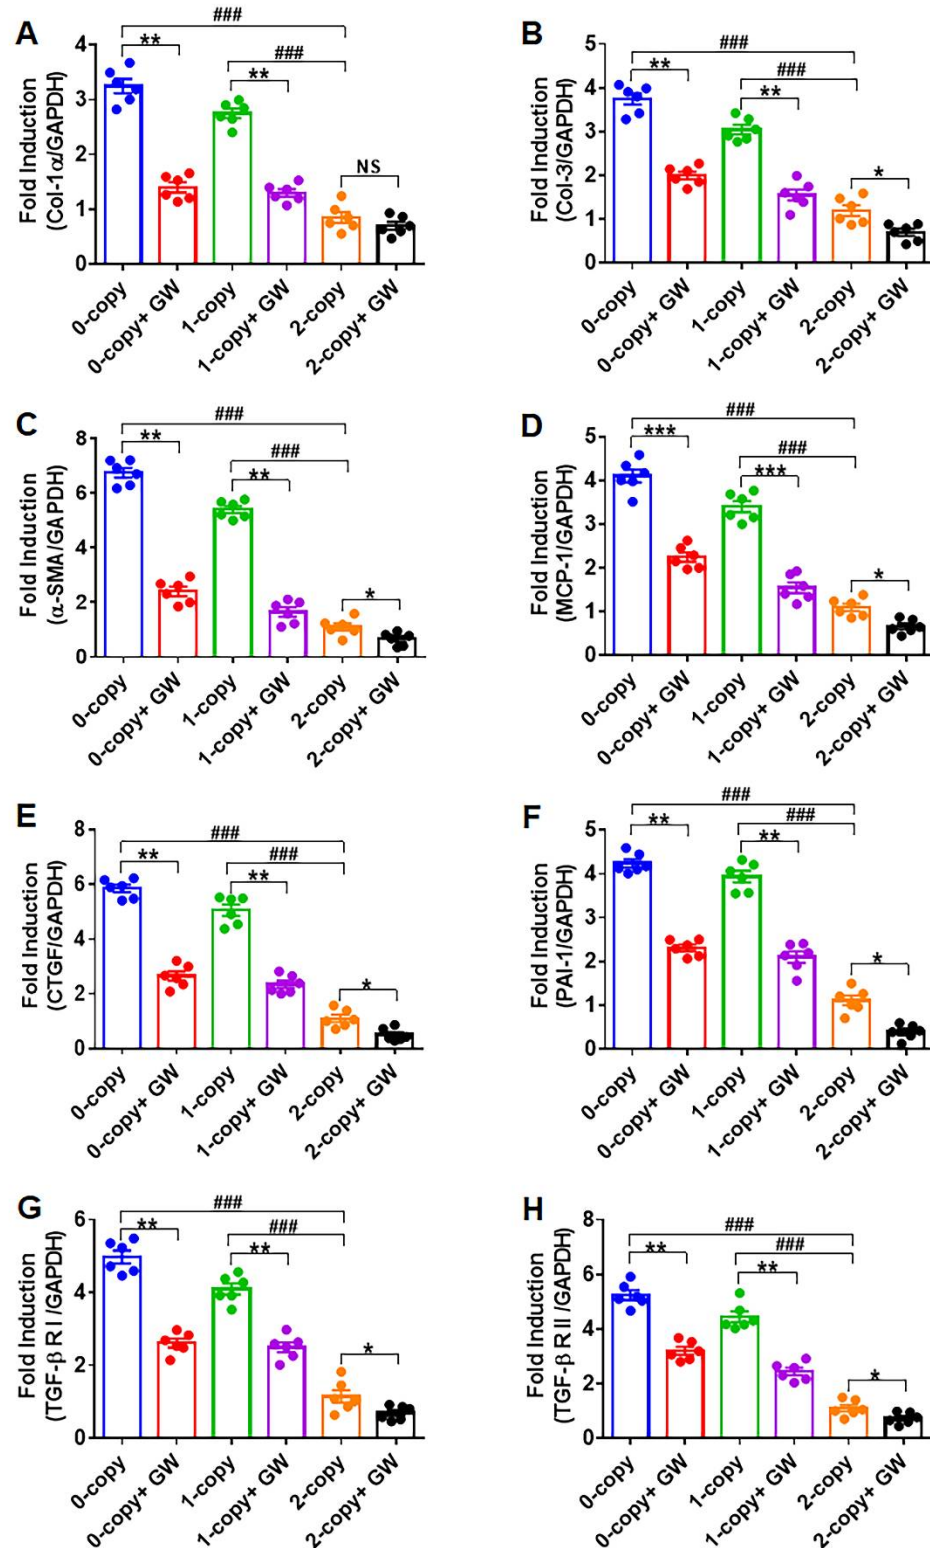 A
Fold Induction
(Col-1α/GAPDH)
###
**
###
**
NS
4
3
2
1
0
0-copy
0-copy+ GW
1-copy
1-copy+ GW
2-copy
2-copy+ GW
B
Fold Induction
(Col-3/GAPDH)
###
**
###
**
*
5
4
3
2
1
0
0-copy
0-copy+ GW
1-copy
1-copy+ GW
2-copy
2-copy+ GW
C
Fold Induction
(α-SMA/GAPDH)
###
**
###
**
*
8
6
4
2
0
0-copy
0-copy+ GW
1-copy
1-copy+ GW
2-copy
2-copy+ GW
D
Fold Induction
(MCP-1/GAPDH)
###
***
###
***
*
5
4
3
2
1
0
0-copy
0-copy+ GW
1-copy
1-copy+ GW
2-copy
2-copy+ GW
E
Fold Induction
(CTGF/GAPDH)
###
**
###
**
*
8
6
4
2
0
0-copy
0-copy+ GW
1-copy
1-copy+ GW
2-copy
2-copy+ GW
F
Fold Induction
(PAI-1/GAPDH)
###
**
###
**
*
5
4
3
2
1
0
0-copy
0-copy+ GW
1-copy
1-copy+ GW
2-copy
2-copy+ GW
G
Fold Induction
(TGF-β R I /GAPDH)
###
**
###
**
*
6
4
2
0
0-copy
0-copy+ GW
1-copy
1-copy+ GW
2-copy
2-copy+ GW
H
Fold Induction
(TGF-β R II /GAPDH)
###
**
###
**
*
8
6
4
2
0
0-copy
0-copy+ GW
1-copy
1-copy+ GW
2-copy
2-copy+ GW